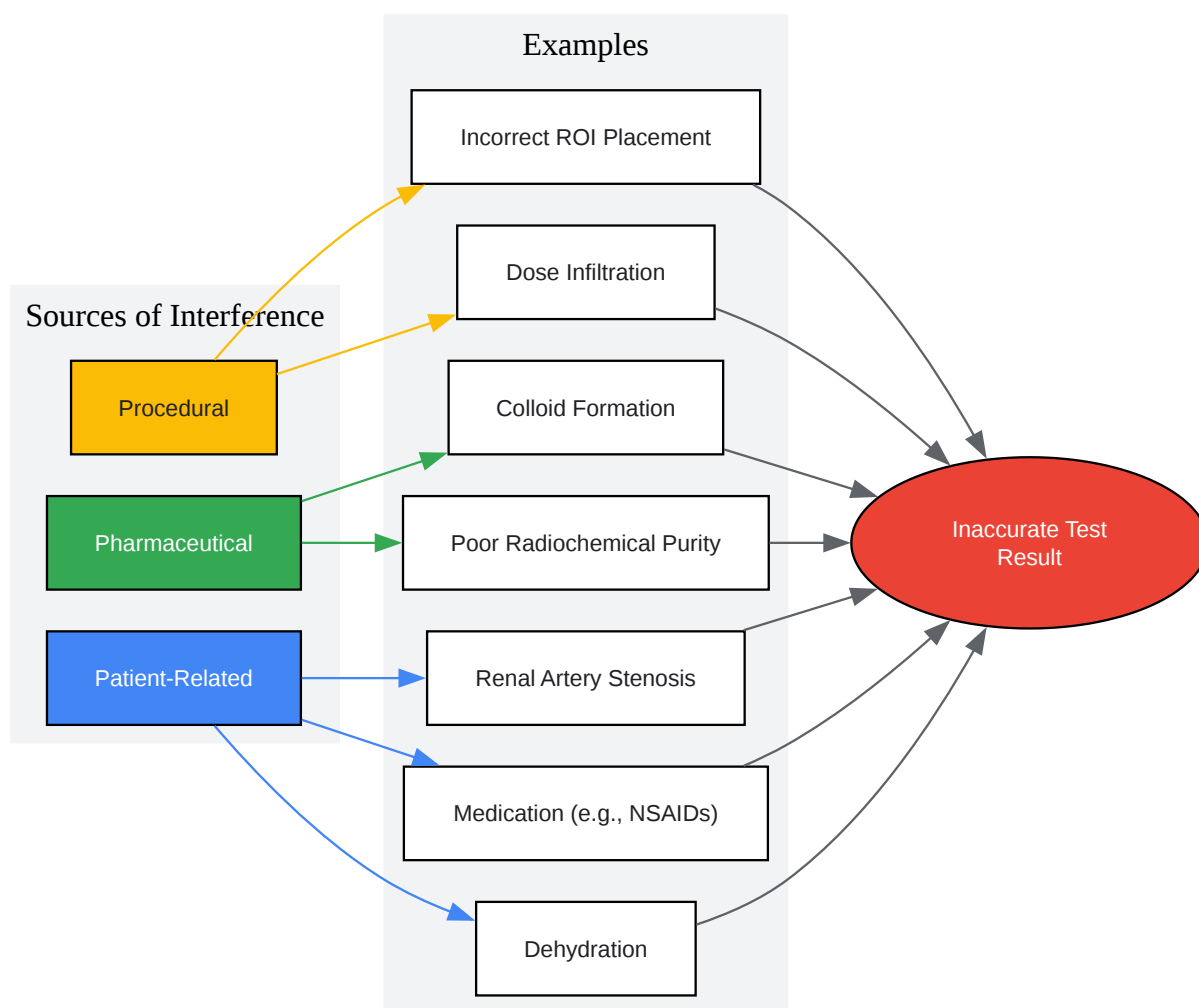 Examples
Incorrect ROI Placement
Dose Infiltration
Sources of Interference
Procedural
Colloid Formation
Pharmaceutical
Poor Radiochemical Purity
Inaccurate Test
Result
Patient-Related
Renal Artery Stenosis
Medication (e.g., NSAIDs)
Dehydration